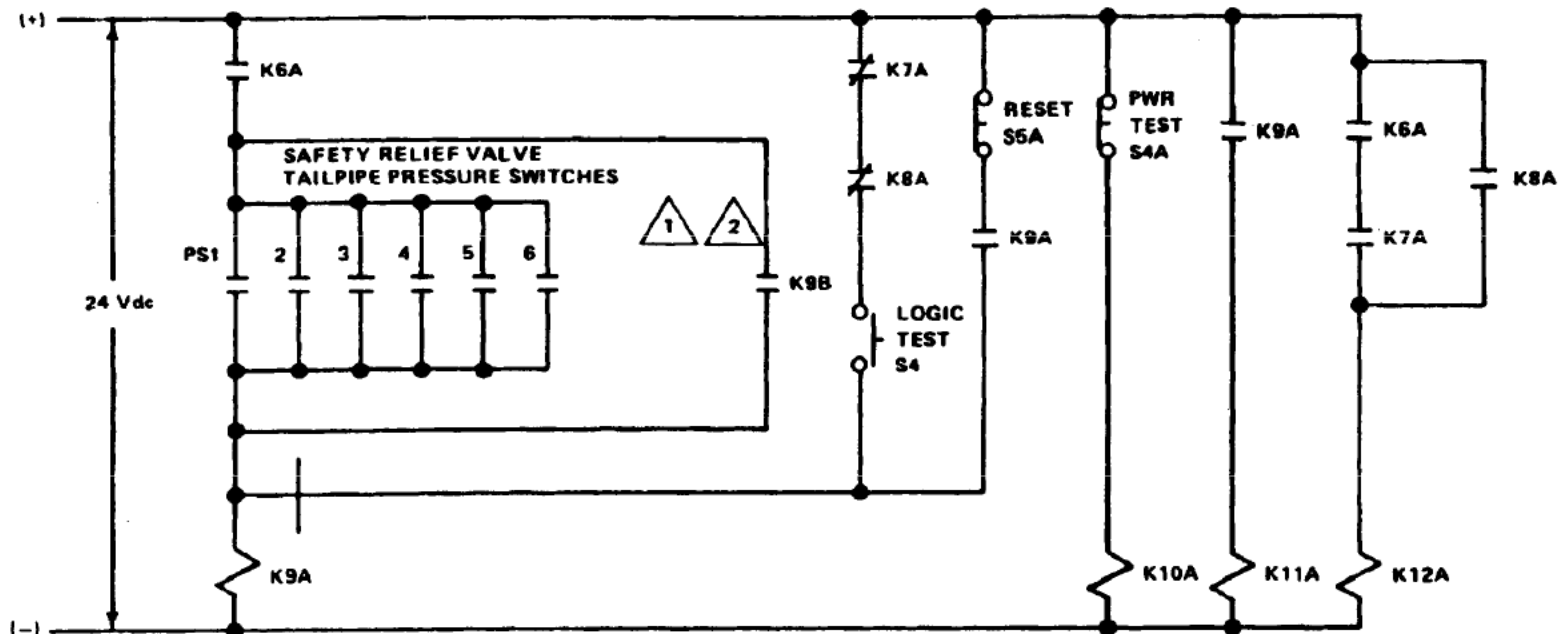 (+)
K6A
K7A
RESET
S5A
PWR
TEST
S4A
K9A
K6A
K8A
SAFETY RELIEF VALVE
TAILPIPE PRESSURE SWITCHES
K8A
1
2
K9A
K7A
PS1
2
3
4
5
6
K9B
24 Vdc
LOGIC
TEST
S4
K9A
K10A
K11A
K12A
(-)